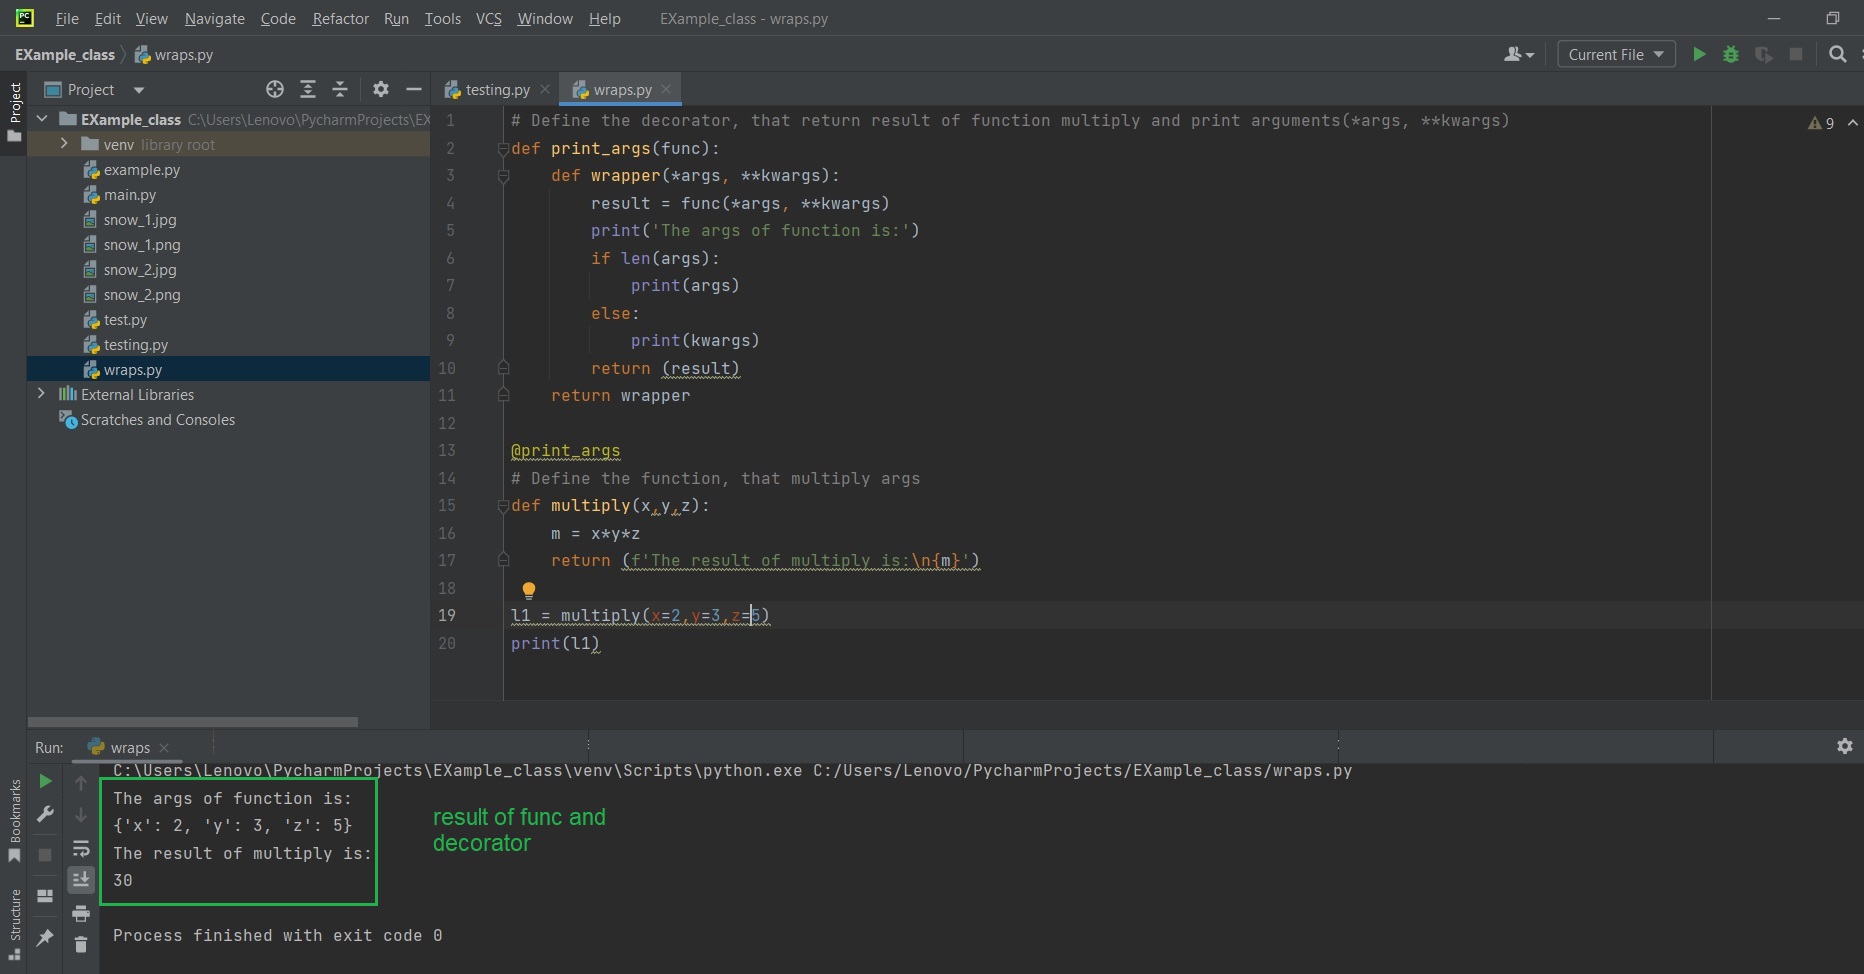 PC
File Edit View Navigate Code Refactor Run Tools VCS Window Help EXample_class - wraps.py
EXample_class wraps.py
Current File
Project
Project
EXample_class C:\Users\Lenovo\PycharmProjects\EX
venv library root
example.py
main.py
snow_1.jpg
snow_1.png
snow_2.jpg
snow_2.png
test.py
testing.py
wraps.py
External Libraries
Scratches and Consoles
testing.py wraps.py
9
1 # Define the decorator, that return result of function multiply and print arguments(*args, **kwargs)
2 def print_args(func):
3     def wrapper(*args, **kwargs):
4         result = func(*args, **kwargs)
5         print('The args of function is:')
6         if len(args):
7             print(args)
8         else:
9             print(kwargs)
10         return (result)
11     return wrapper
12
13 @print_args
14 # Define the function, that multiply args
15 def multiply(x,y,z):
16     m = x*y*z
17     return (f'The result of multiply is:\n{m}')
18
19 l1 = multiply(x=2,y=3,z=5)
20 print(l1)
Run: wraps
C:\Users\Lenovo\PycharmProjects\EXample_class\venv\Scripts\python.exe C:/Users/Lenovo/PycharmProjects/EXample_class/wraps.py
The args of function is:
{'x': 2, 'y': 3, 'z': 5}
The result of multiply is:
30
result of func and
decorator
Process finished with exit code 0
Bookmarks
Structure